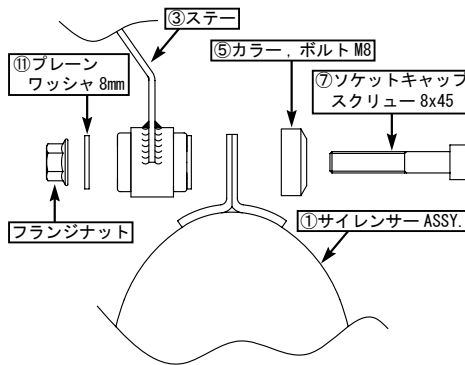 ③ステー
⑪プレーン
ワッシャ 8mm
⑤カラー, ボルト M8
⑦ソケットキャップ
スクリュー 8x45
フランジナット
①サイレンサー ASSY.